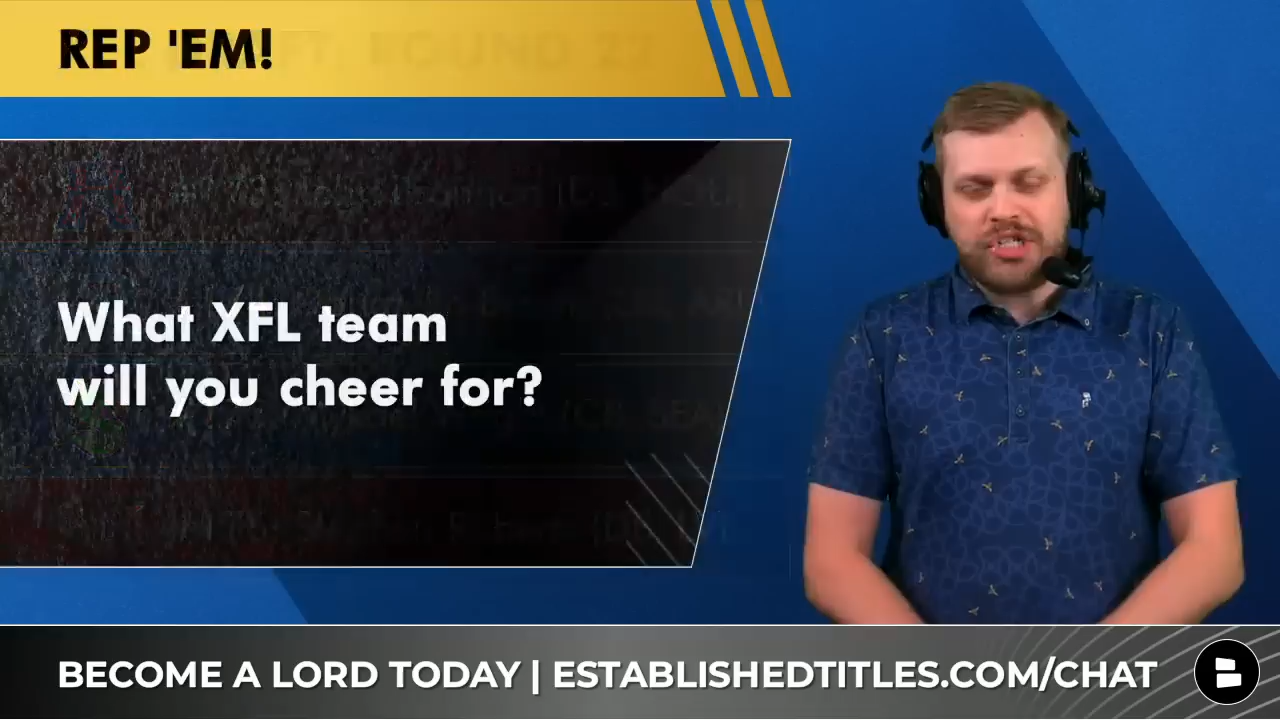 REP 'EM!
What XFL team
will you cheer for?
BECOME A LORD TODAY | ESTABLISHEDTITLES.COM/CHAT